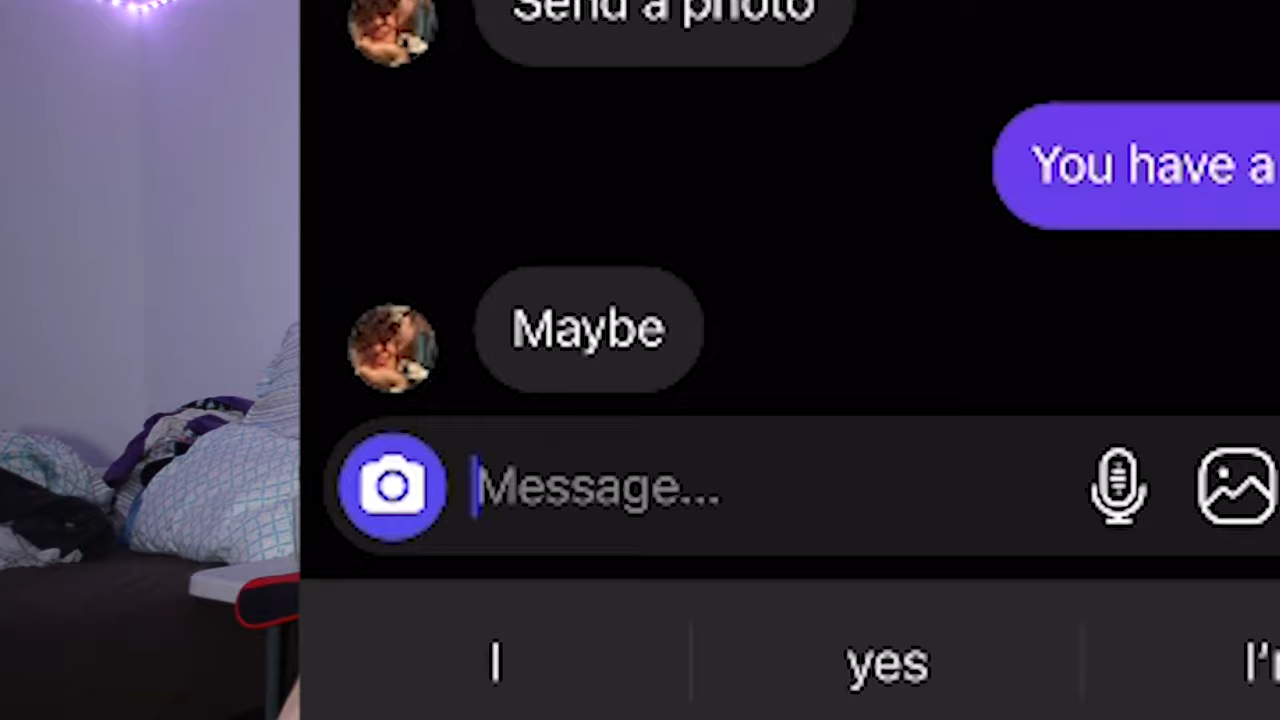 Send a photo
You have a
Maybe
Message...
I
yes